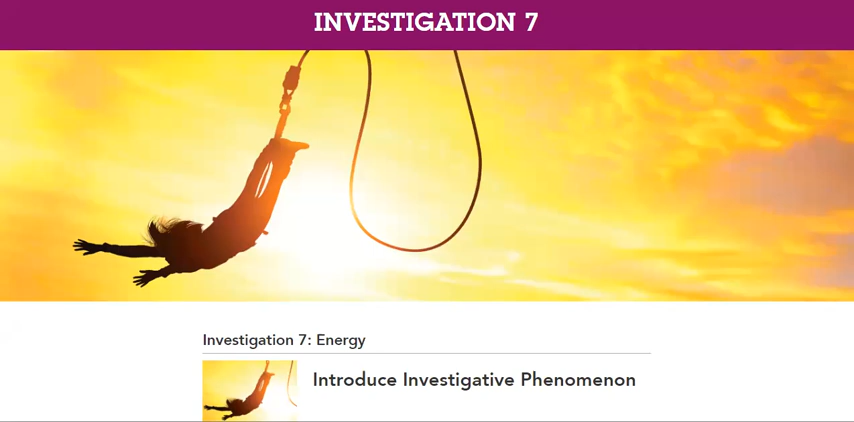 INVESTIGATION 7
Investigation 7: Energy
Introduce Investigative Phenomenon